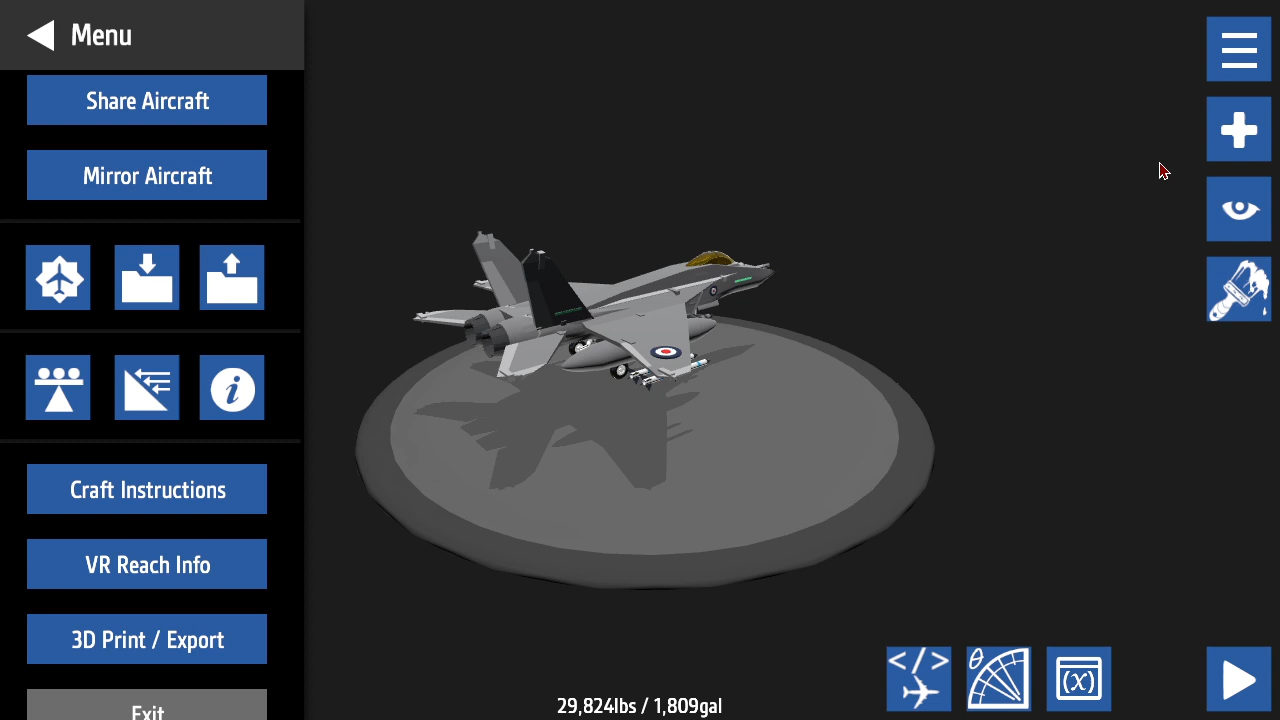 Menu
Share Aircraft
Mirror Aircraft
i
Craft Instructions
VR Reach Info
3D Print / Export
Exit
</>
θ
(x)
29,824lbs / 1,809gal